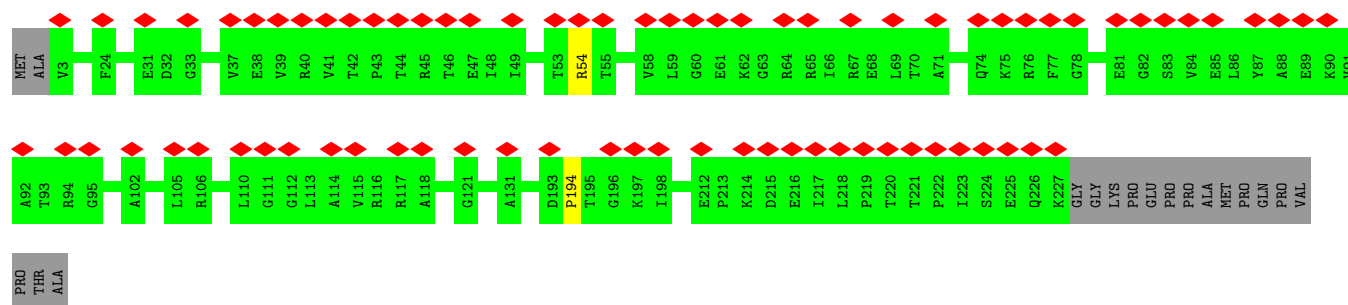 MET ALA V3 F24 E31 D32 G33 V37 E38 V39 R40 V41 T42 P43 T44 R45 T46 E47 I48 I49 T53 R54 T55 V58 L59 G60 E61 K62 G63 R64 R65 I66 R67 E68 L69 T70 A71 Q74 K75 R76 F77 G78 E81 G82 S83 V84 E85 L86 Y87 A88 E89 K90 V91
A92 T93 R94 G95 A102 L105 R106 L110 G111 G112 L113 A114 V115 R116 R117 A118 G121 A131 D193 P194 T195 G196 K197 I198 E212 P213 K214 D215 E216 I217 L218 P219 T220 T221 P222 I223 S224 E225 Q226 K227 GLY GLY LYS PRO GLU PRO PRO ALA MET PRO GLN PRO VAL
PRO THR ALA